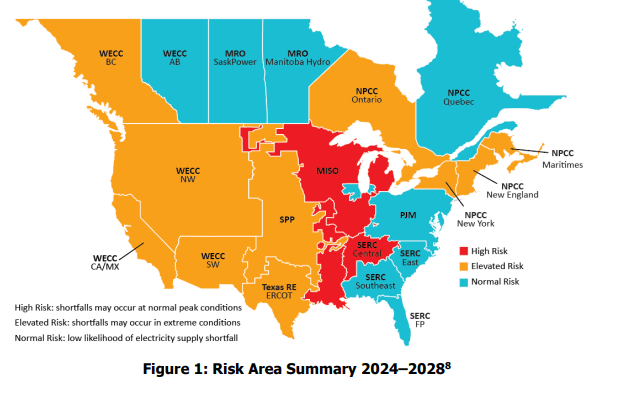 WECC
BC
WECC
AB
MRO
SaskPower
MRO
Manitoba Hydro
NPCC
Ontario
NPCC
Quebec
NPCC
Maritimes
NPCC
New England
NPCC
New York
WECC
NW
MISO
SPP
PJM
WECC
CA/MX
WECC
SW
SERC
Central
SERC
East
SERC
Southeast
Texas RE
ERCOT
SERC
FP
High Risk
Elevated Risk
Normal Risk
High Risk: shortfalls may occur at normal peak conditions
Elevated Risk: shortfalls may occur in extreme conditions
Normal Risk: low likelihood of electricity supply shortfall
Figure 1: Risk Area Summary 2024–2028⁸